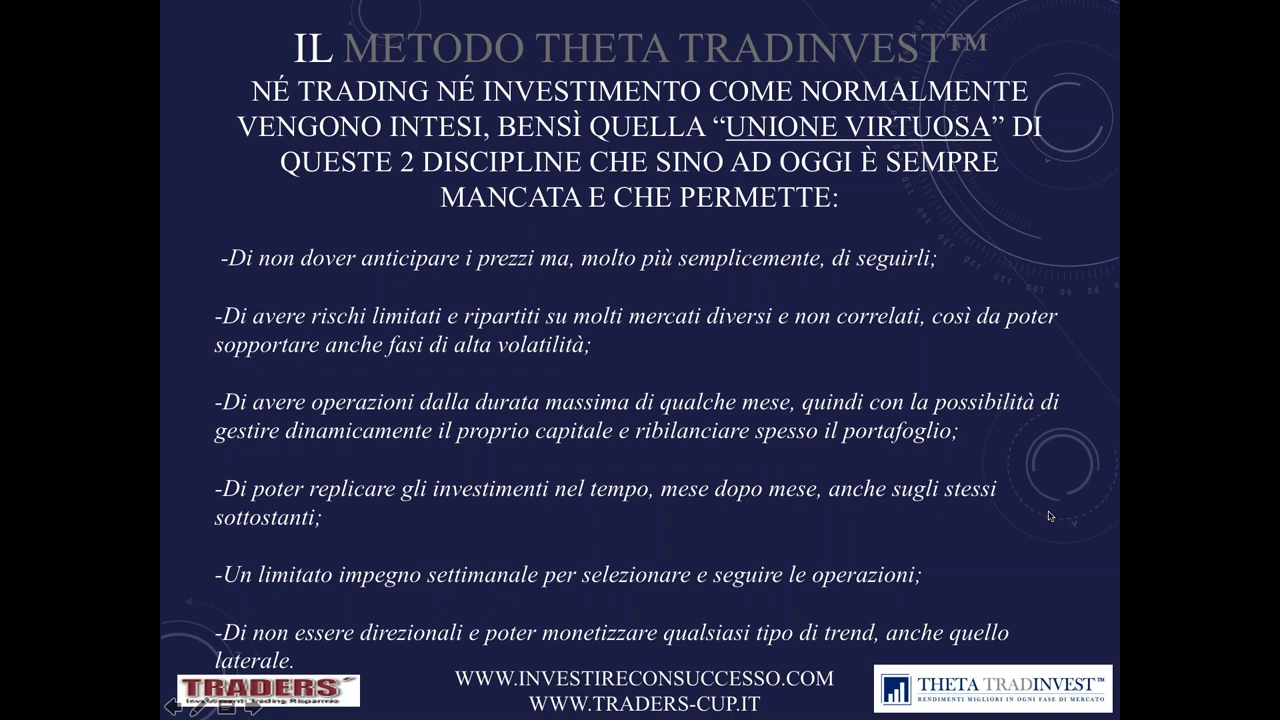 IL METODO THETA TRADINVEST™
NÉ TRADING NÉ INVESTIMENTO COME NORMALMENTE
VENGONO INTESI, BENSÌ QUELLA “UNIONE VIRTUOSA” DI
QUESTE 2 DISCIPLINE CHE SINO AD OGGI È SEMPRE
MANCATA E CHE PERMETTE:
-Di non dover anticipare i prezzi ma, molto più semplicemente, di seguirli;
-Di avere rischi limitati e ripartiti su molti mercati diversi e non correlati, così da poter
sopportare anche fasi di alta volatilità;
-Di avere operazioni dalla durata massima di qualche mese, quindi con la possibilità di
gestire dinamicamente il proprio capitale e ribilanciare spesso il portafoglio;
-Di poter replicare gli investimenti nel tempo, mese dopo mese, anche sugli stessi
sottostanti;
-Un limitato impegno settimanale per selezionare e seguire le operazioni;
-Di non essere direzionali e poter monetizzare qualsiasi tipo di trend, anche quello
laterale.
TRADERS´
Investment Trading Risparmio
WWW.INVESTIRECONSUCCESSO.COM
WWW.TRADERS-CUP.IT
THETA TRADINVEST™
RENDIMENTI MIGLIORI IN OGNI FASE DI MERCATO